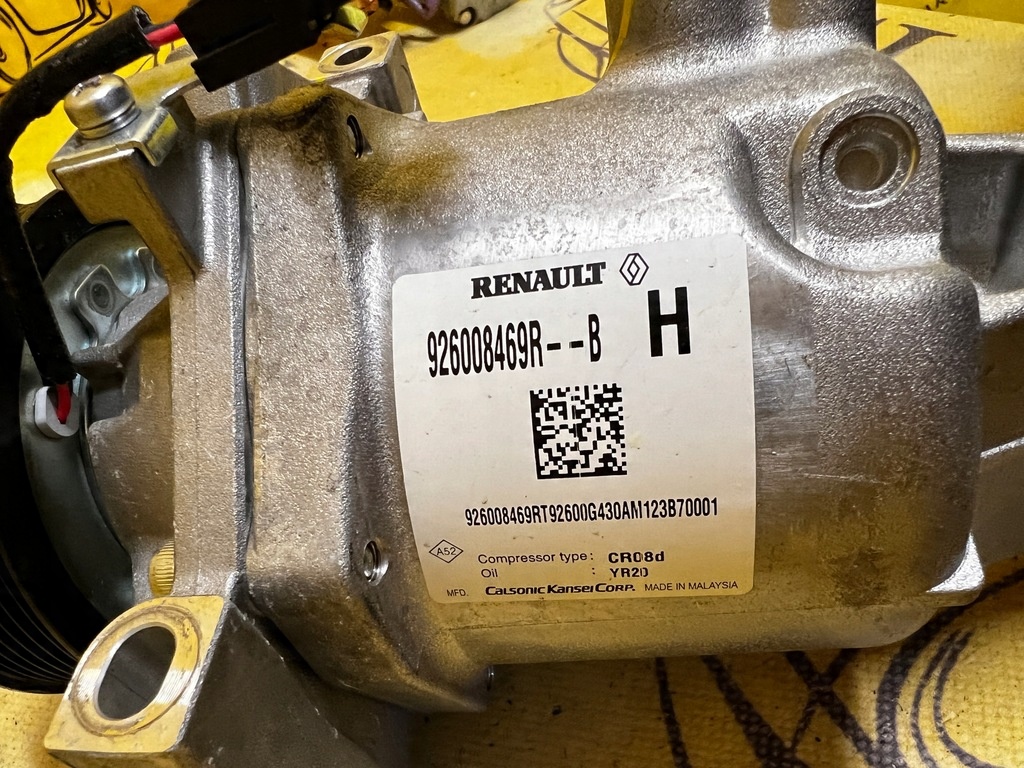 RENAULT
926008469R--B H
926008469RT92600G430AM123B70001
A52
Compressor type: CR08d
Oil : YR20
MFD. CALSONIC KANSEI CORP. MADE IN MALAYSIA